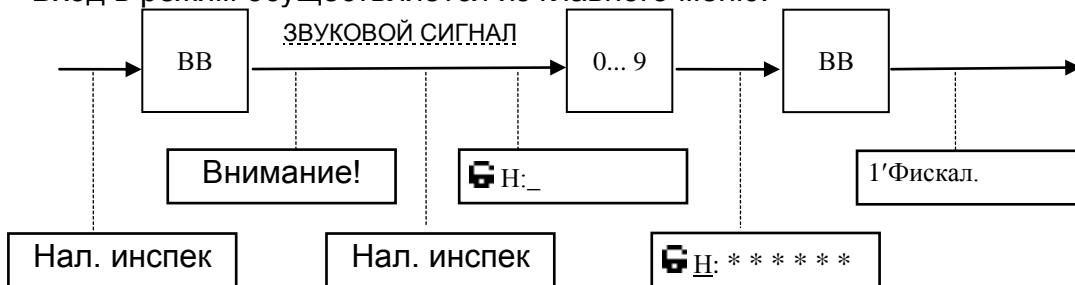 Вход в режим осуществляется из главного меню.
ЗВУКОВОЙ СИГНАЛ
ВВ
0... 9
ВВ
Внимание!
Н:_
1′Фискал.
Нал. инспек
Нал. инспек
Н: * * * * * *